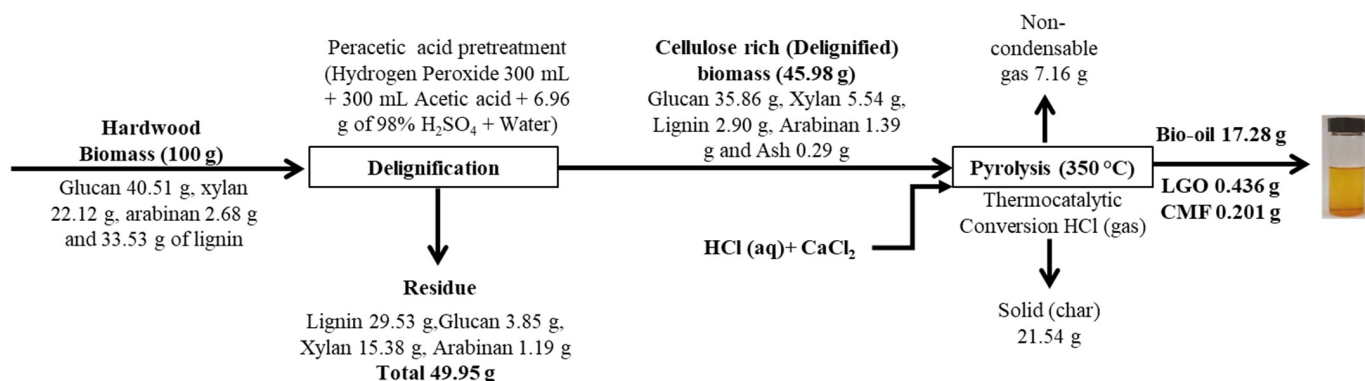 Hardwood
Biomass (100 g)
Glucan 40.51 g, xylan
22.12 g, arabinan 2.68 g
and 33.53 g of lignin
Peracetic acid pretreatment
(Hydrogen Peroxide 300 mL
+ 300 mL Acetic acid + 6.96
g of 98% H₂SO₄ + Water)
Delignification
Residue
Lignin 29.53 g,Glucan 3.85 g,
Xylan 15.38 g, Arabinan 1.19 g
Total 49.95 g
Cellulose rich (Delignified)
biomass (45.98 g)
Glucan 35.86 g, Xylan 5.54 g,
Lignin 2.90 g, Arabinan 1.39
g and Ash 0.29 g
HCl (aq)+ CaCl₂
Non-
condensable
gas 7.16 g
Pyrolysis (350 °C)
Thermocatalytic
Conversion HCl (gas)
Solid (char)
21.54 g
Bio-oil 17.28 g
LGO 0.436 g
CMF 0.201 g